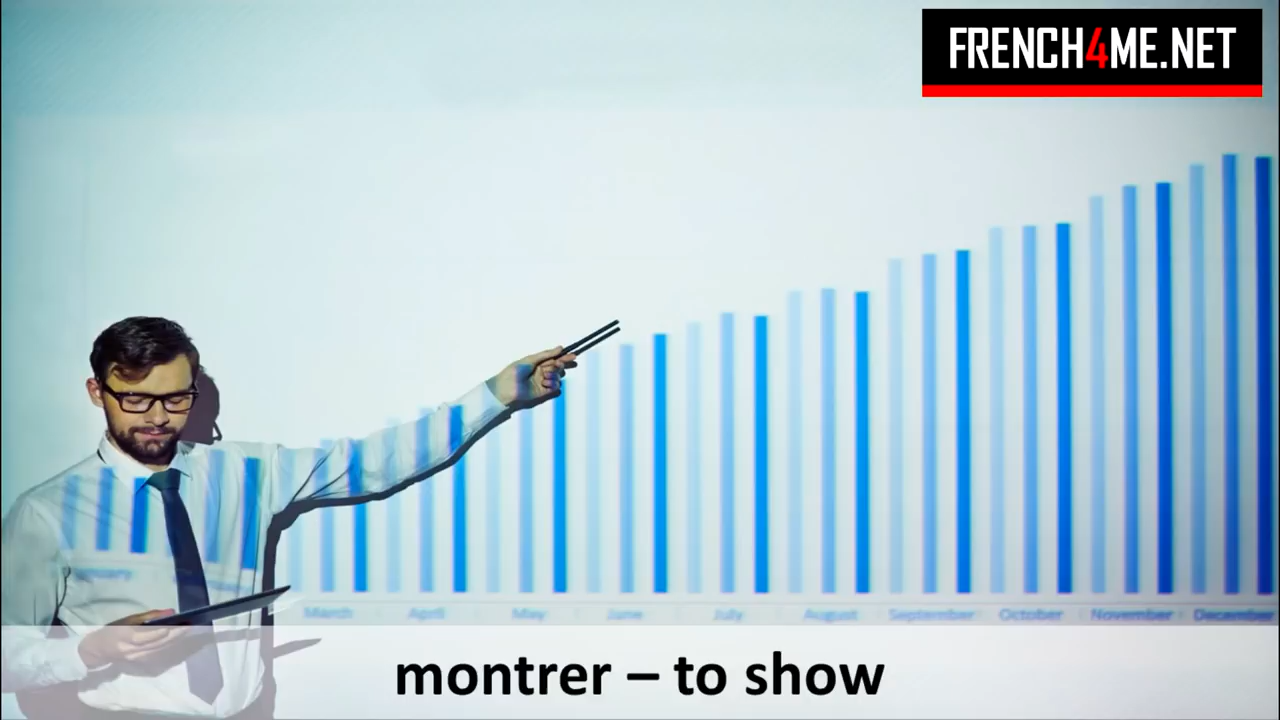 FRENCH4ME.NET
March April May June July August September October November December
montrer – to show